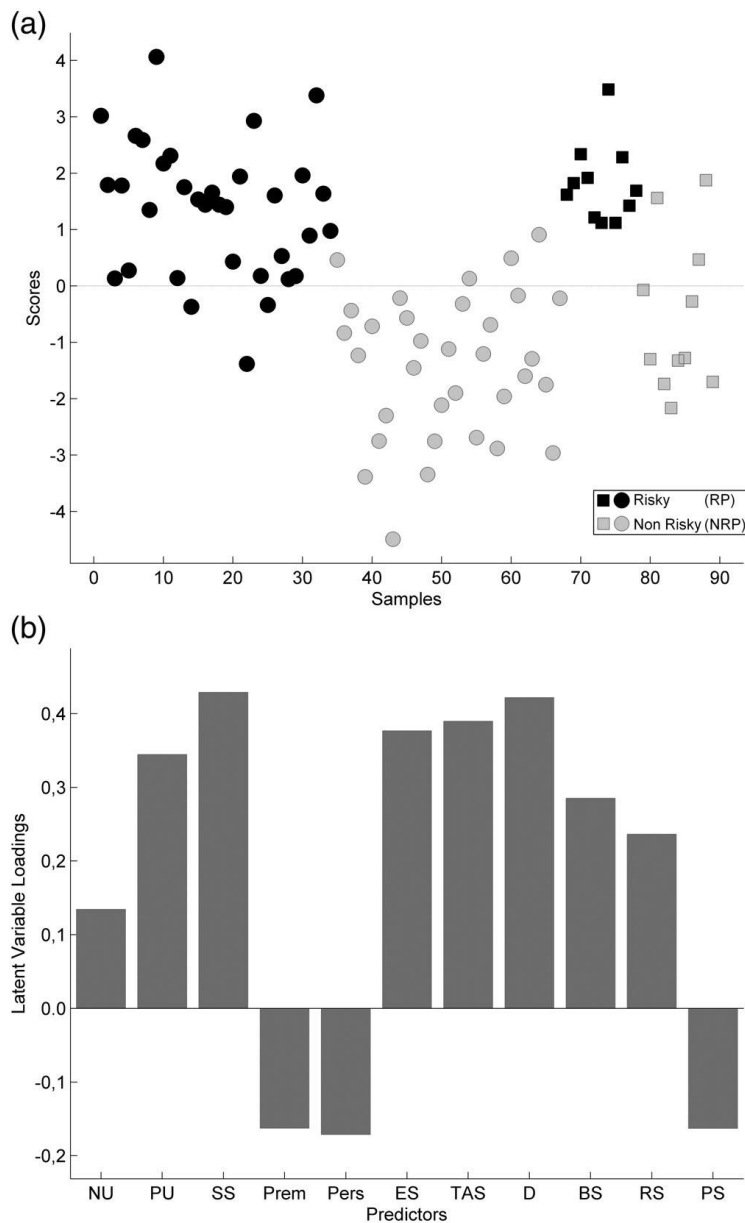 (a)
4
3
2
1
0
-1
-2
-3
-4
Scores
Risky (RP)
Non Risky (NRP)
0 10 20 30 40 50 60 70 80 90
Samples
(b)
0,4
0,3
0,2
0,1
0.0
-0,1
-0,2
Latent Variable Loadings
NU PU SS Prem Pers ES TAS D BS RS PS
Predictors